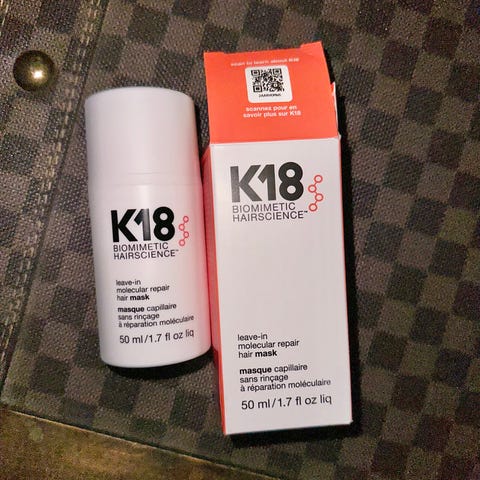 K18
BIOMIMETIC
HAIRSCIENCE™
leave-in
molecular repair
hair mask
masque capillaire
sans rinçage
à réparation moléculaire
50 ml/1.7 fl oz liq
scan to learn about K18
scannez pour en
savoir plus sur K18
K18
BIOMIMETIC
HAIRSCIENCE™
leave-in
molecular repair
hair mask
masque capillaire
sans rinçage
à réparation moléculaire
50 ml/1.7 fl oz liq